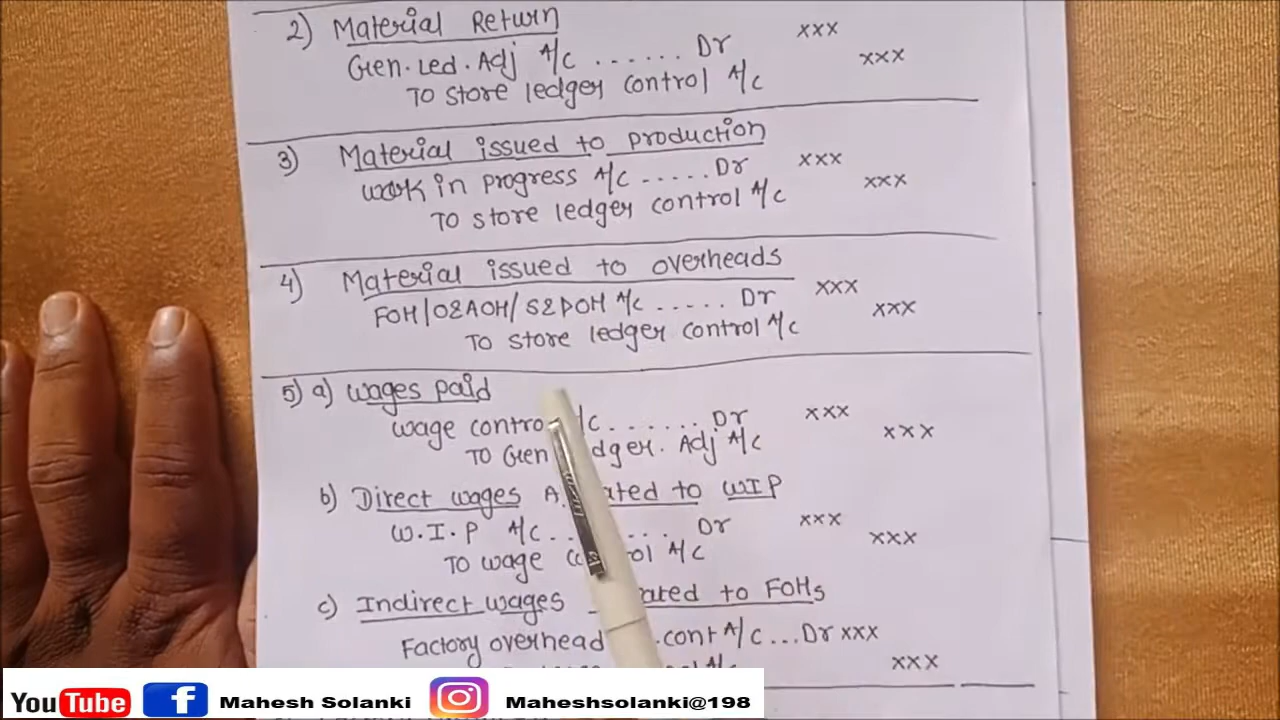 2) Material Return
Gen. Led. Adj A/c ...... Dr xxx
To store ledger control A/c xxx
3) Material issued to production
work in progress A/c ..... Dr xxx
To store ledger control A/c xxx
4) Material issued to overheads
FOH/O&AOH/S&DOH A/c ..... Dr xxx
To store ledger control A/c xxx
5) a) wages paid
wage contro /c ...... Dr xxx
To Gen dger. Adj A/c xxx
b) Direct wages A ated to WIP
W.I.P A/c ....... Dr xxx
To wage co ol A/c xxx
c) Indirect wages ated to FOHs
Factory overhead .cont A/c ... Dr xxx
xxx
YouTube f Mahesh Solanki Maheshsolanki@198